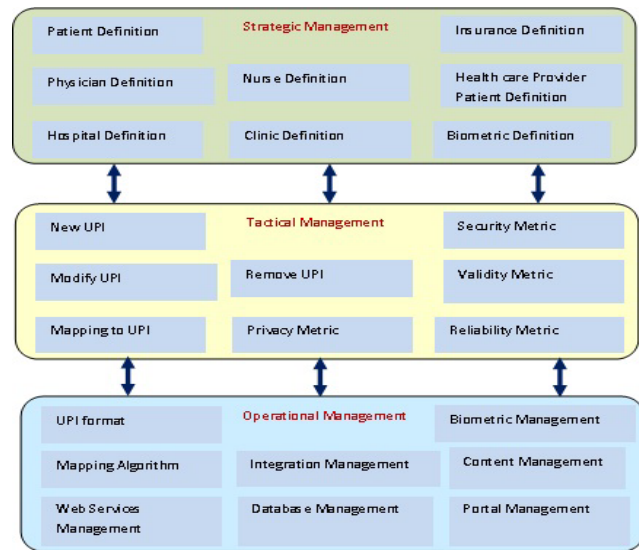 Patient Definition
Strategic Management
Insurance Definition
Physician Definition
Nurse Definition
Health care Provider
Patient Definition
Hospital Definition
Clinic Definition
Biometric Definition
New UPI
Tactical Management
Security Metric
Modify UPI
Remove UPI
Validity Metric
Mapping to UPI
Privacy Metric
Reliability Metric
UPI format
Operational Management
Biometric Management
Mapping Algorithm
Integration Management
Content Management
Web Services
Management
Database Management
Portal Management